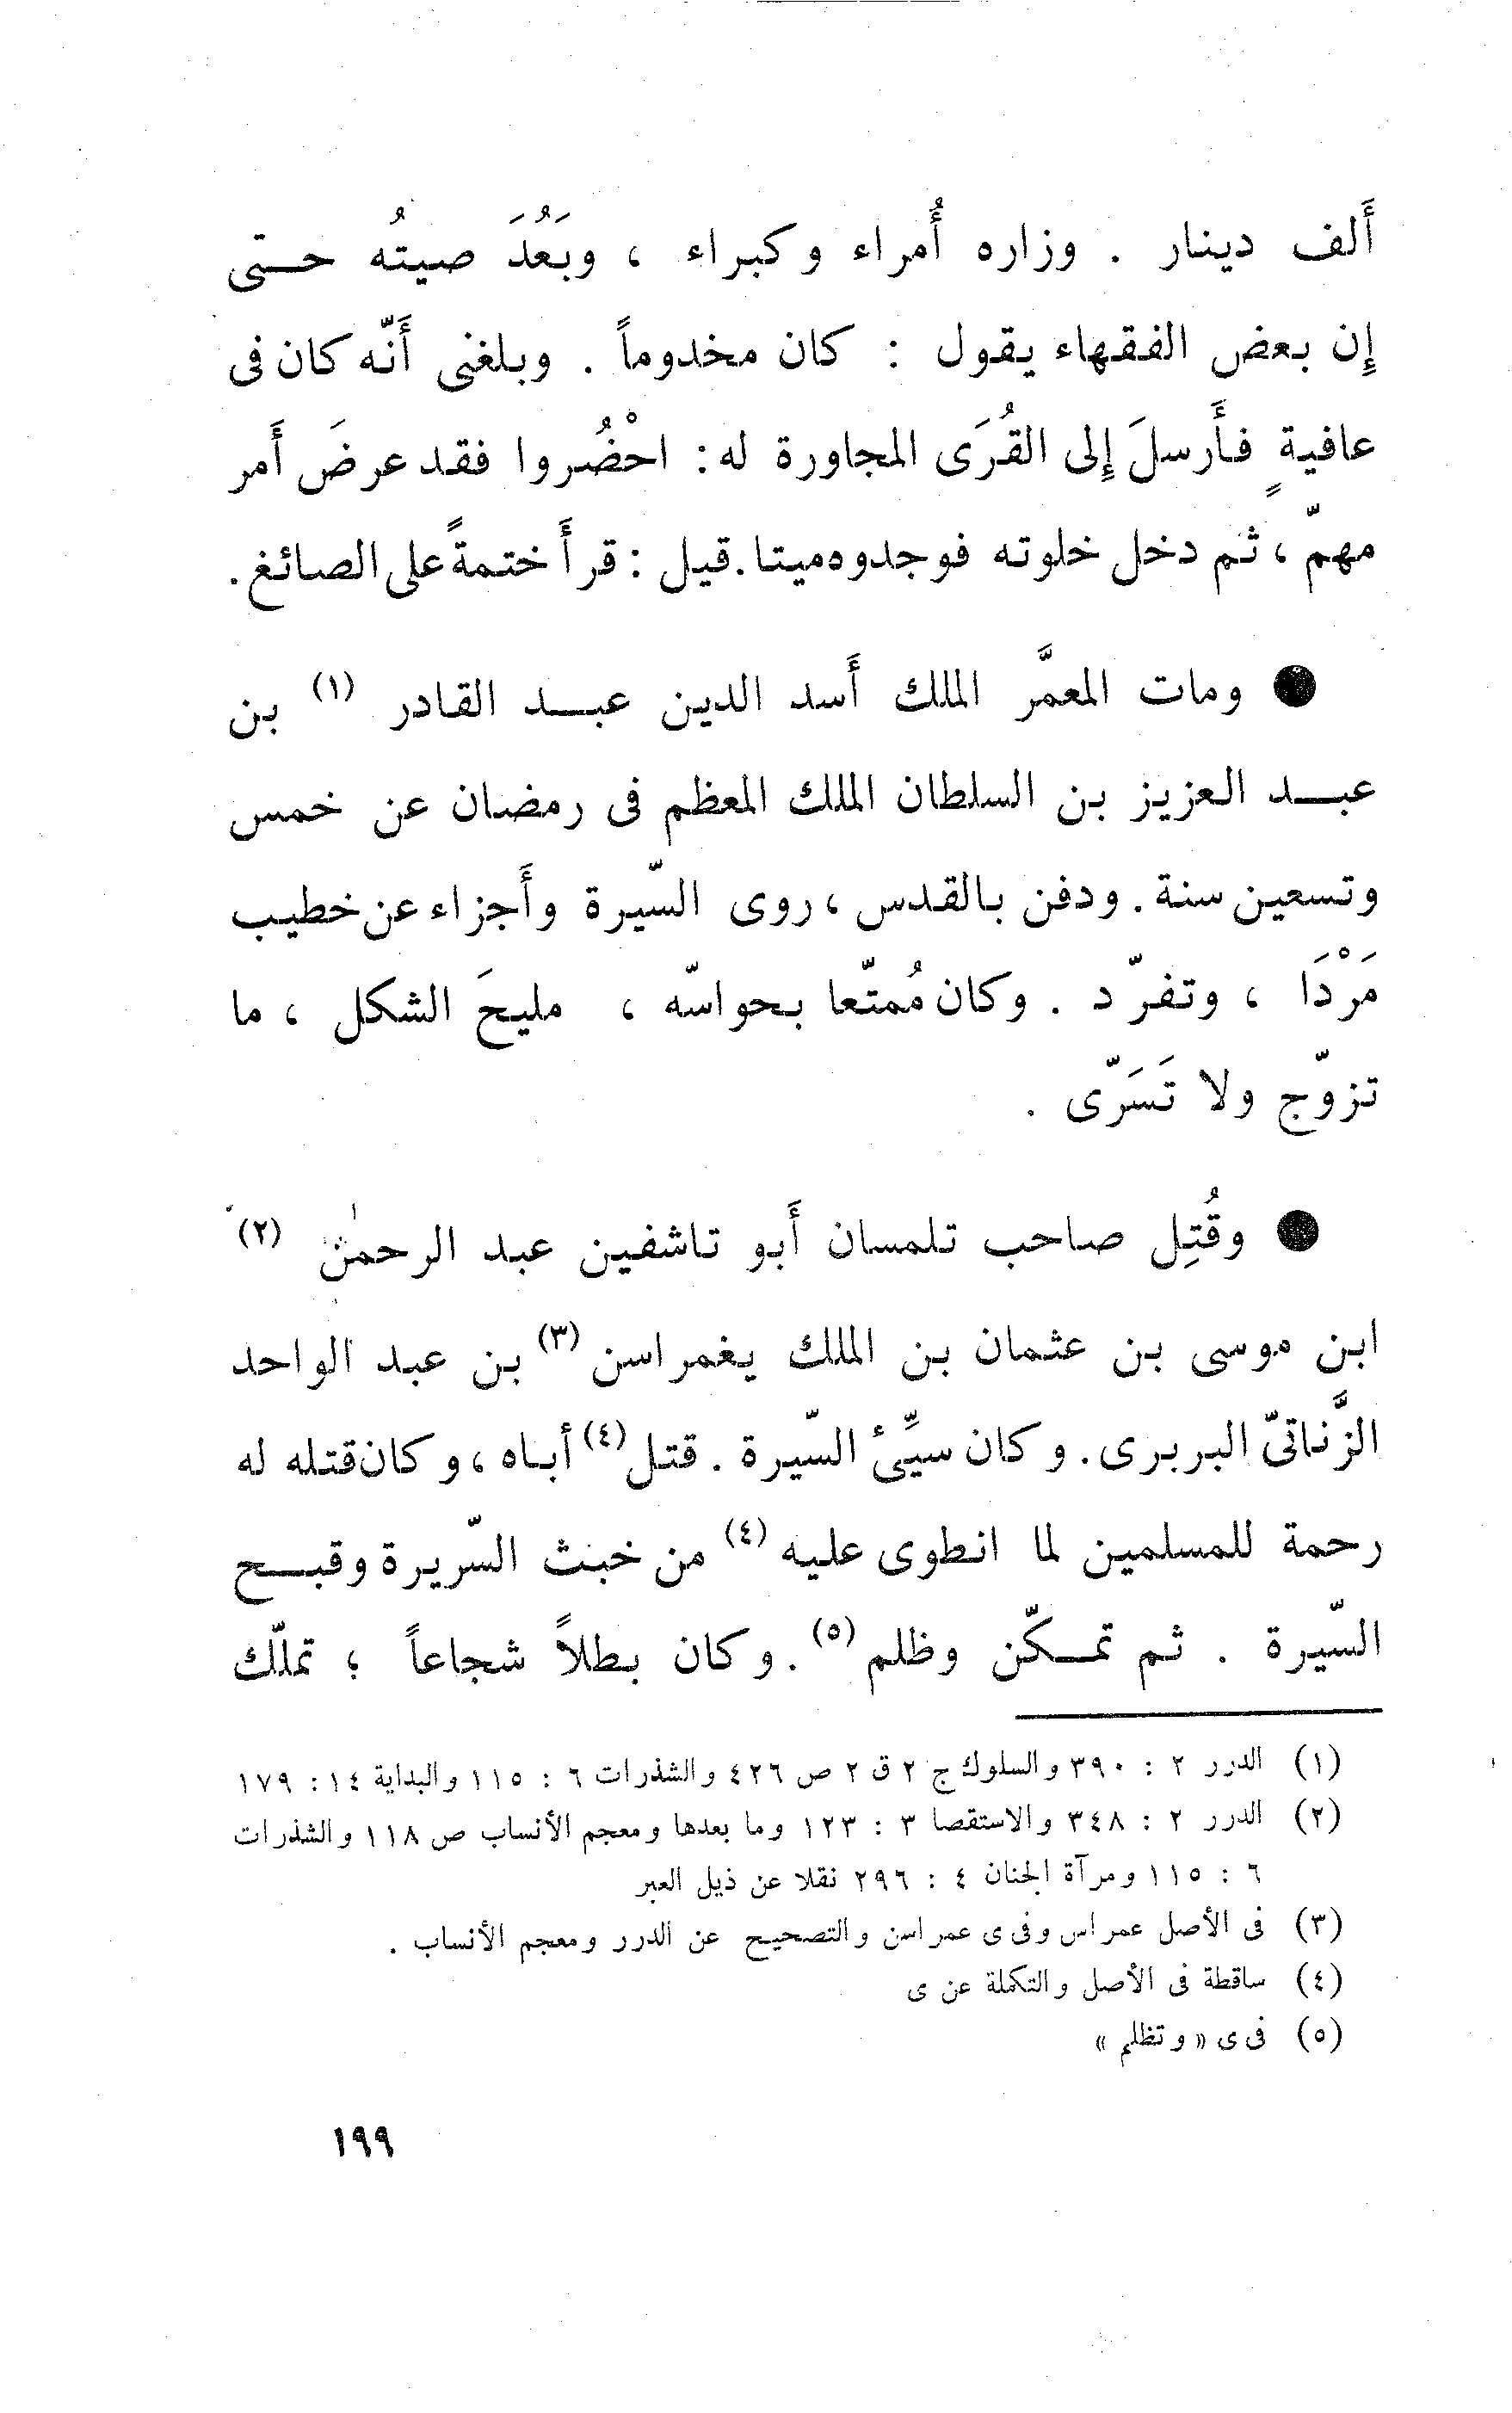 أَلف دينار . وزاره أُمراء وكبراء ، وبَعُدَ صيتُه حتى
إِن بعض الفقهاء يقول : كان مخدوماً . وبلغنى أَنّه كان فى
عافيةٍ فأَرسلَ إِلى القُرَى المجاورة له: احْضُروا فقد عرضَ أَمر
مهمّ ، ثم دخل خلوته فوجدوه ميتا . قيل : قرأَ ختمةً على الصائغ .
● ومات المعمَّر الملك أَسد الدين عبد القادر (١) بن
عبد العزيز بن السلطان الملك المعظم فى رمضان عن خمس
وتسعين سنة . ودفن بالقدس ، روى السّيرة وأَجزاء عن خطيب
مَرْدَا ، وتفرّد . وكان مُمتّعا بحواسّه ، مليحَ الشكل ، ما
تزوّج ولا تَسَرّى .
● وقُتِل صاحب تلمسان أَبو تاشفين عبد الرحمٰن (٢)
ابن موسى بن عثمان بن الملك يغمراسن (٣) بن عبد الواحد
الزَّناتىّ البربرى . وكان سيِّئ السّيرة . قتل (٤) أباه ، وكان قتله له
رحمة للمسلمين لما انطوى عليه (٤) من خبث السّريرة وقبح
السّيرة . ثم تمكّن وظلم (٥) . وكان بطلاً شجاعاً ؛ تملّك
(١) الدرر ٢ : ٣٩٠ والسلوك ج ٢ ق ٢ ص ٤٢٦ والشذرات ٦ : ١١٥ والبداية ١٤ : ١٧٩
(٢) الدرر ٢ : ٣٤٨ والاستقصا ٣ : ١٢٣ وما بعدها ومعجم الأنساب ص ١١٨ والشذرات
٦ : ١١٥ ومرآة الجنان ٤ : ٢٩٦ نقلا عن ذيل العبر
(٣) فى الأصل عمراس وفى ى عمراسن والتصحيح عن الدرر ومعجم الأنساب .
(٤) ساقطة فى الأصل والتكملة عن ى
(٥) فى ى « وتظلم »
١٩٩